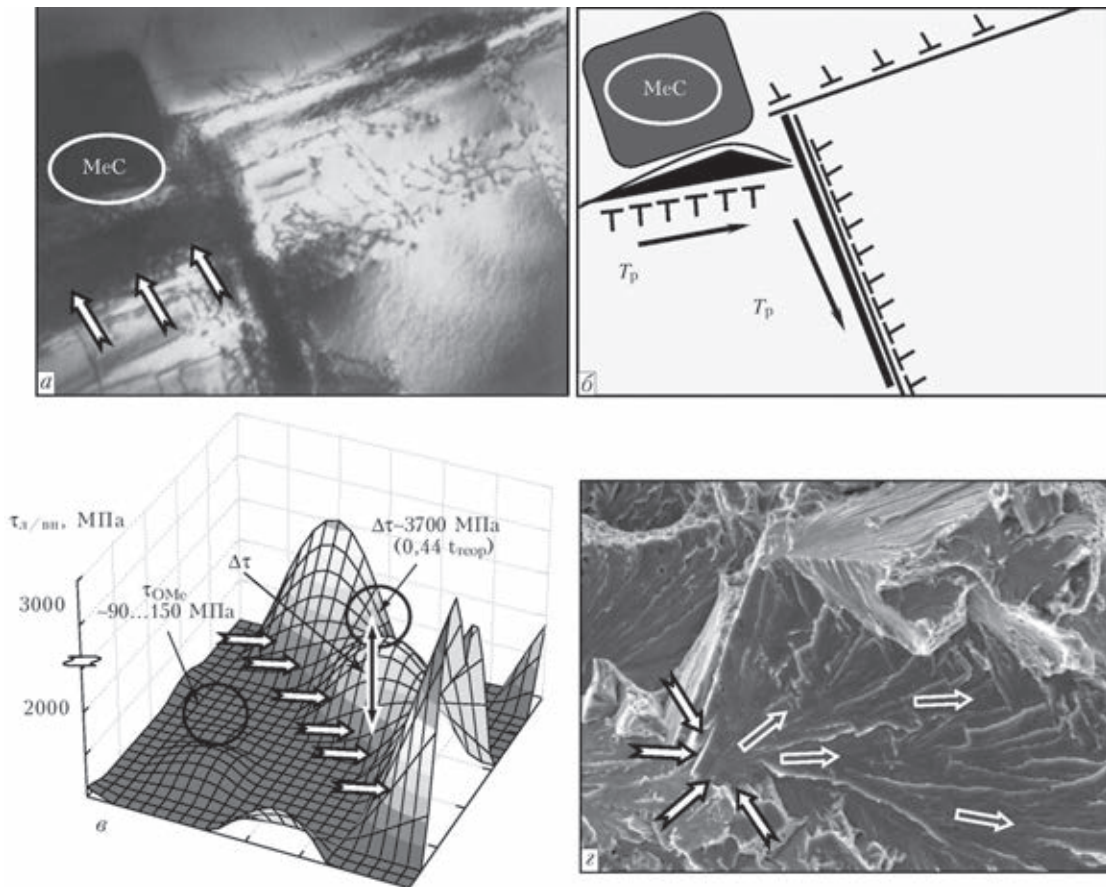 MeC
а
MeC
Tр
Tр
б
τл/вн, МПа
3000
2000
τОМе
~90...150 МПа
Δτ
Δτ~3700 МПа
(0,44 tтеор)
в
г